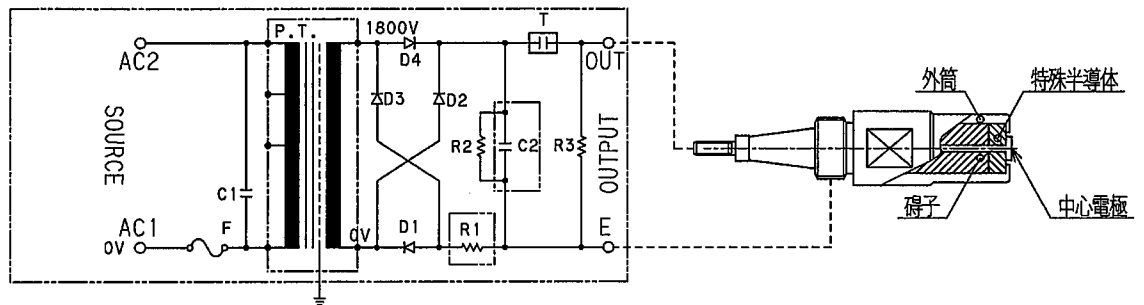 P.T.
1800V
T
AC2
D4
OUT
D3
D2
SOURCE
C1
R2
C2
R3
OUTPUT
AC1
0V
F
0V
D1
R1
E
外筒
特殊半導体
碍子
中心電極